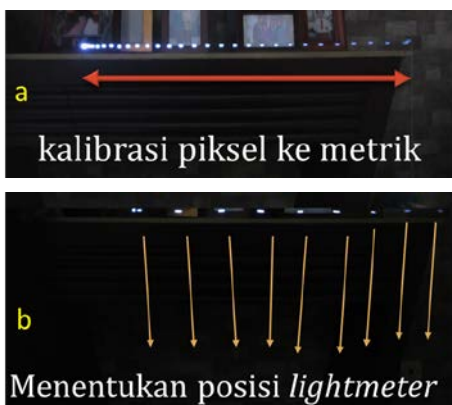 a
kalibrasi piksel ke metrik
b
Menentukan posisi lightmeter